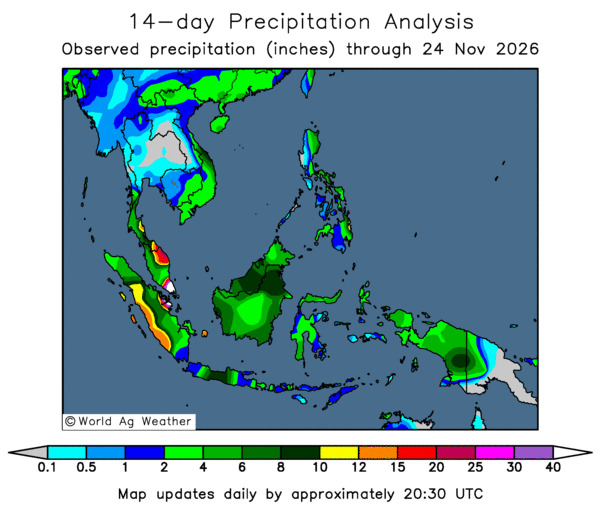 14-day Precipitation Analysis
Observed precipitation (inches) through 24 Nov 2026
©World Ag Weather
0.1 0.5 1 2 4 6 8 10 12 15 20 25 30 40
Map updates daily by approximately 20:30 UTC